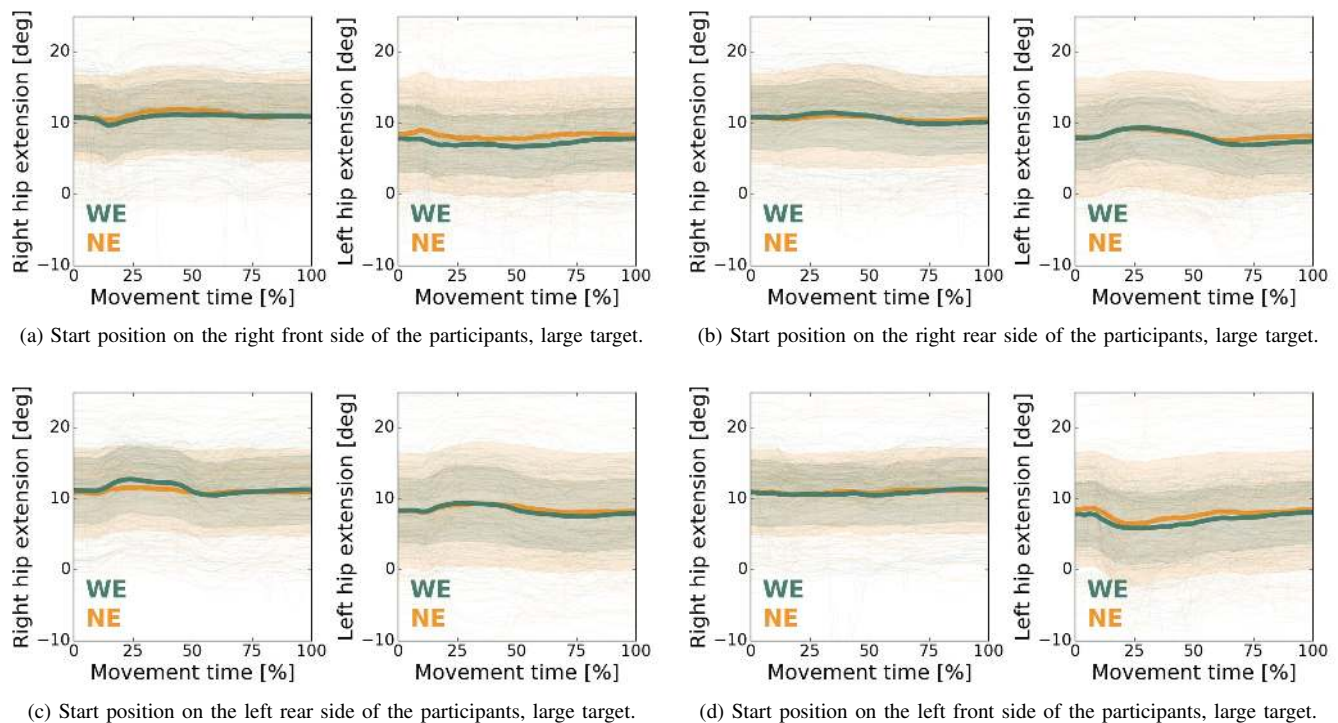 Right hip extension [deg]
20
10
0
−10
WE
NE
0 25 50 75 100
Movement time [%]
Left hip extension [deg]
20
10
0
−10
WE
NE
0 25 50 75 100
Movement time [%]
(a) Start position on the right front side of the participants, large target.
Right hip extension [deg]
20
10
0
−10
WE
NE
0 25 50 75 100
Movement time [%]
Left hip extension [deg]
20
10
0
−10
WE
NE
0 25 50 75 100
Movement time [%]
(b) Start position on the right rear side of the participants, large target.
Right hip extension [deg]
20
10
0
−10
WE
NE
0 25 50 75 100
Movement time [%]
Left hip extension [deg]
20
10
0
−10
WE
NE
0 25 50 75 100
Movement time [%]
(c) Start position on the left rear side of the participants, large target.
Right hip extension [deg]
20
10
0
−10
WE
NE
0 25 50 75 100
Movement time [%]
Left hip extension [deg]
20
10
0
−10
WE
NE
0 25 50 75 100
Movement time [%]
(d) Start position on the left front side of the participants, large target.